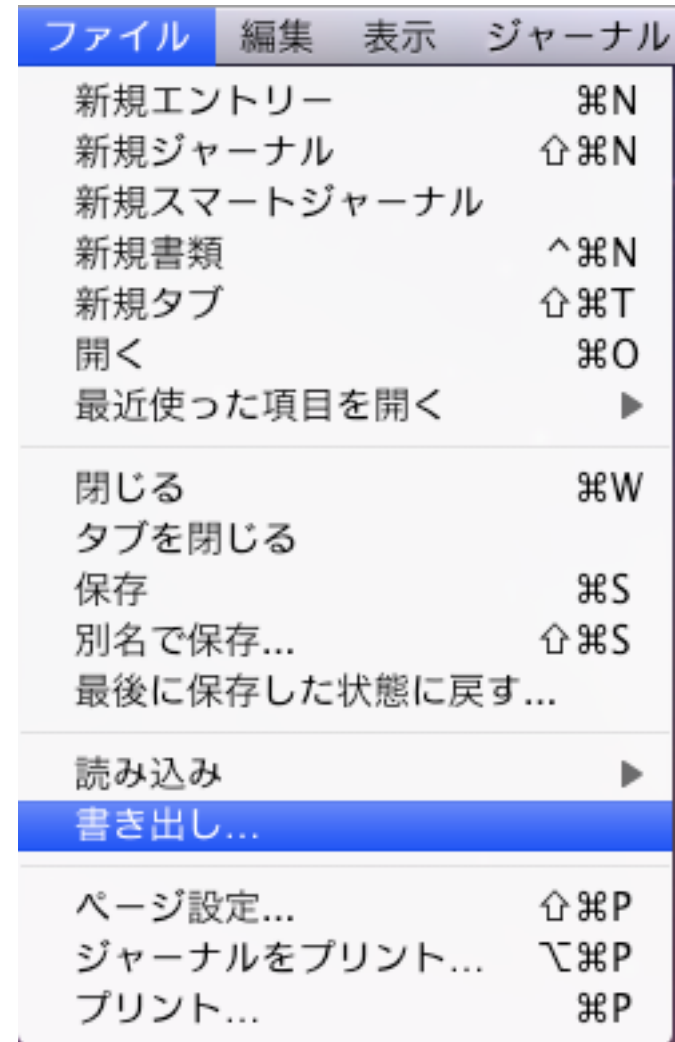 ファイル 編集 表示 ジャーナル
新規エントリー ⌘N
新規ジャーナル ⇧⌘N
新規スマートジャーナル
新規書類 ^⌘N
新規タブ ⇧⌘T
開く ⌘O
最近使った項目を開く ▶
閉じる ⌘W
タブを閉じる
保存 ⌘S
別名で保存... ⇧⌘S
最後に保存した状態に戻す...
読み込み ▶
書き出し...
ページ設定... ⇧⌘P
ジャーナルをプリント... ⌥⌘P
プリント... ⌘P